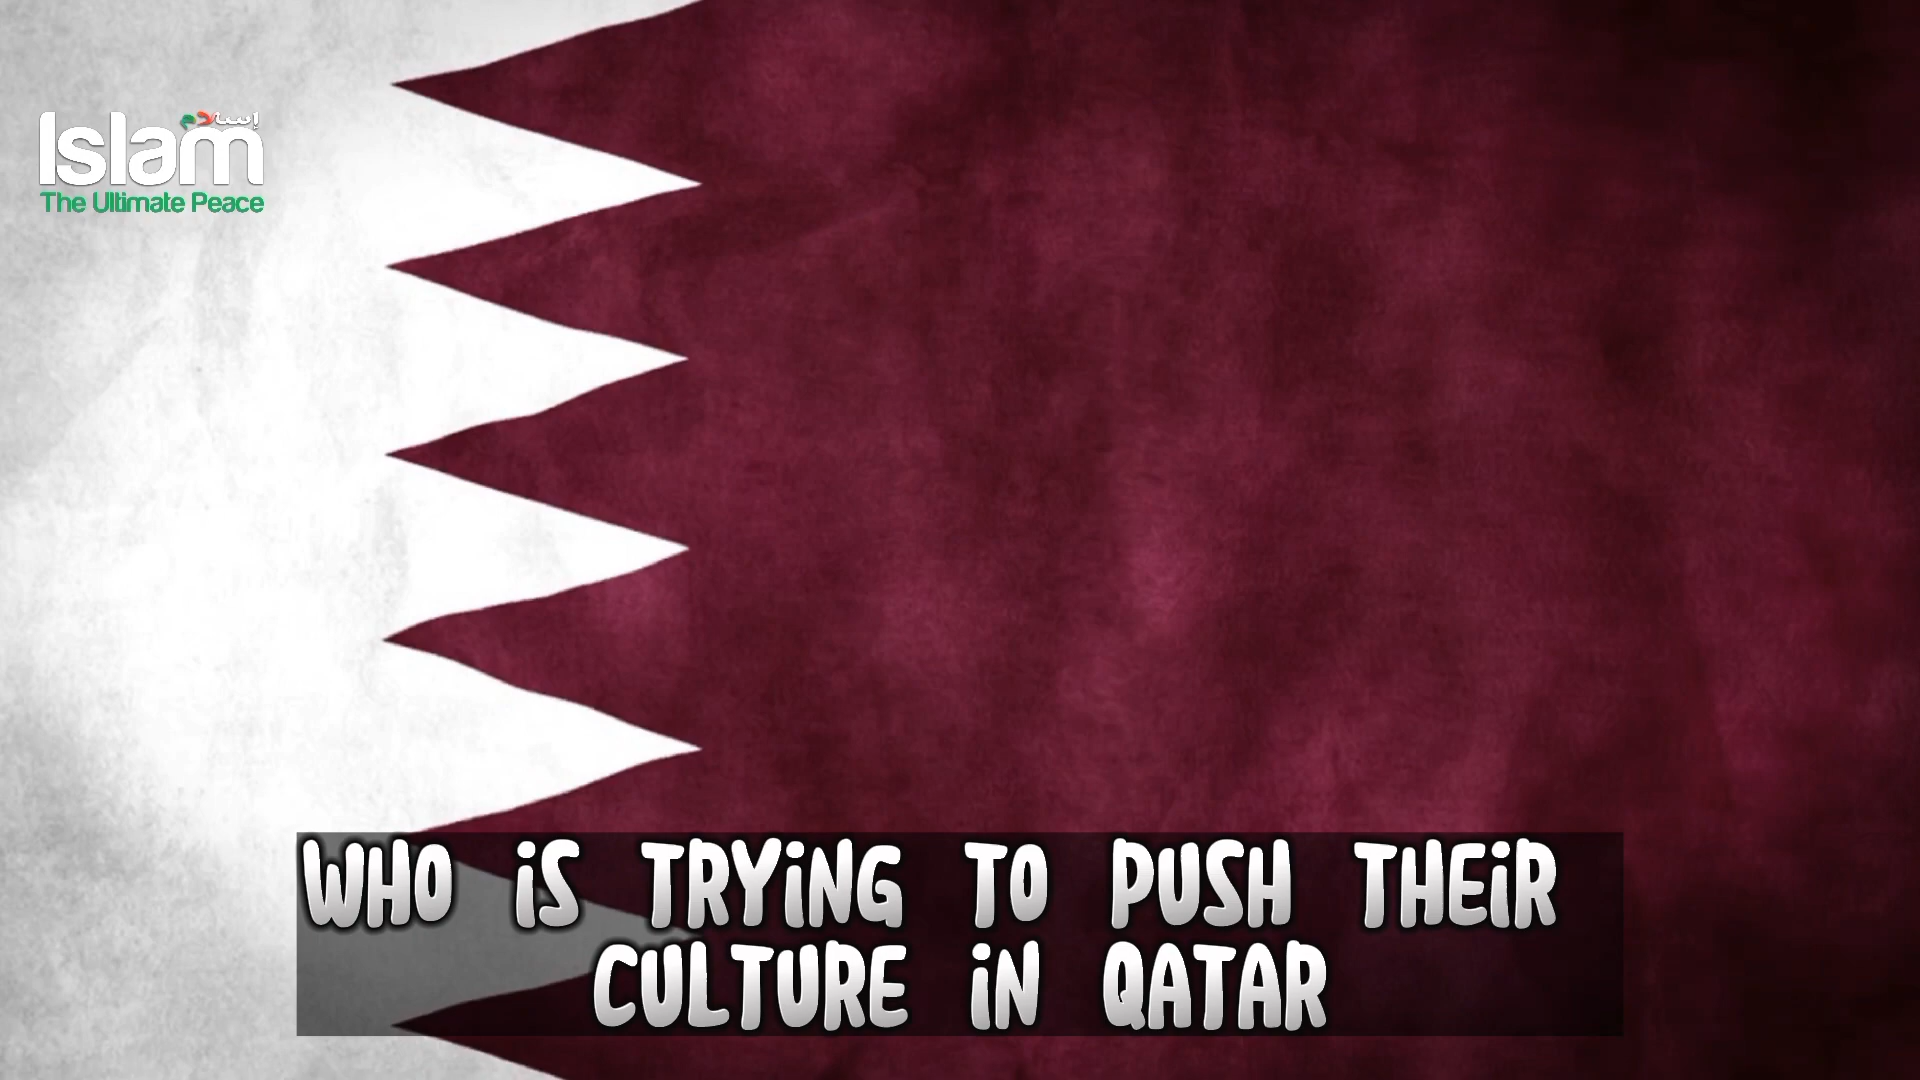 إسلام
Islam
The Ultimate Peace
WHO IS TRYING TO PUSH THEIR
CULTURE IN QATAR